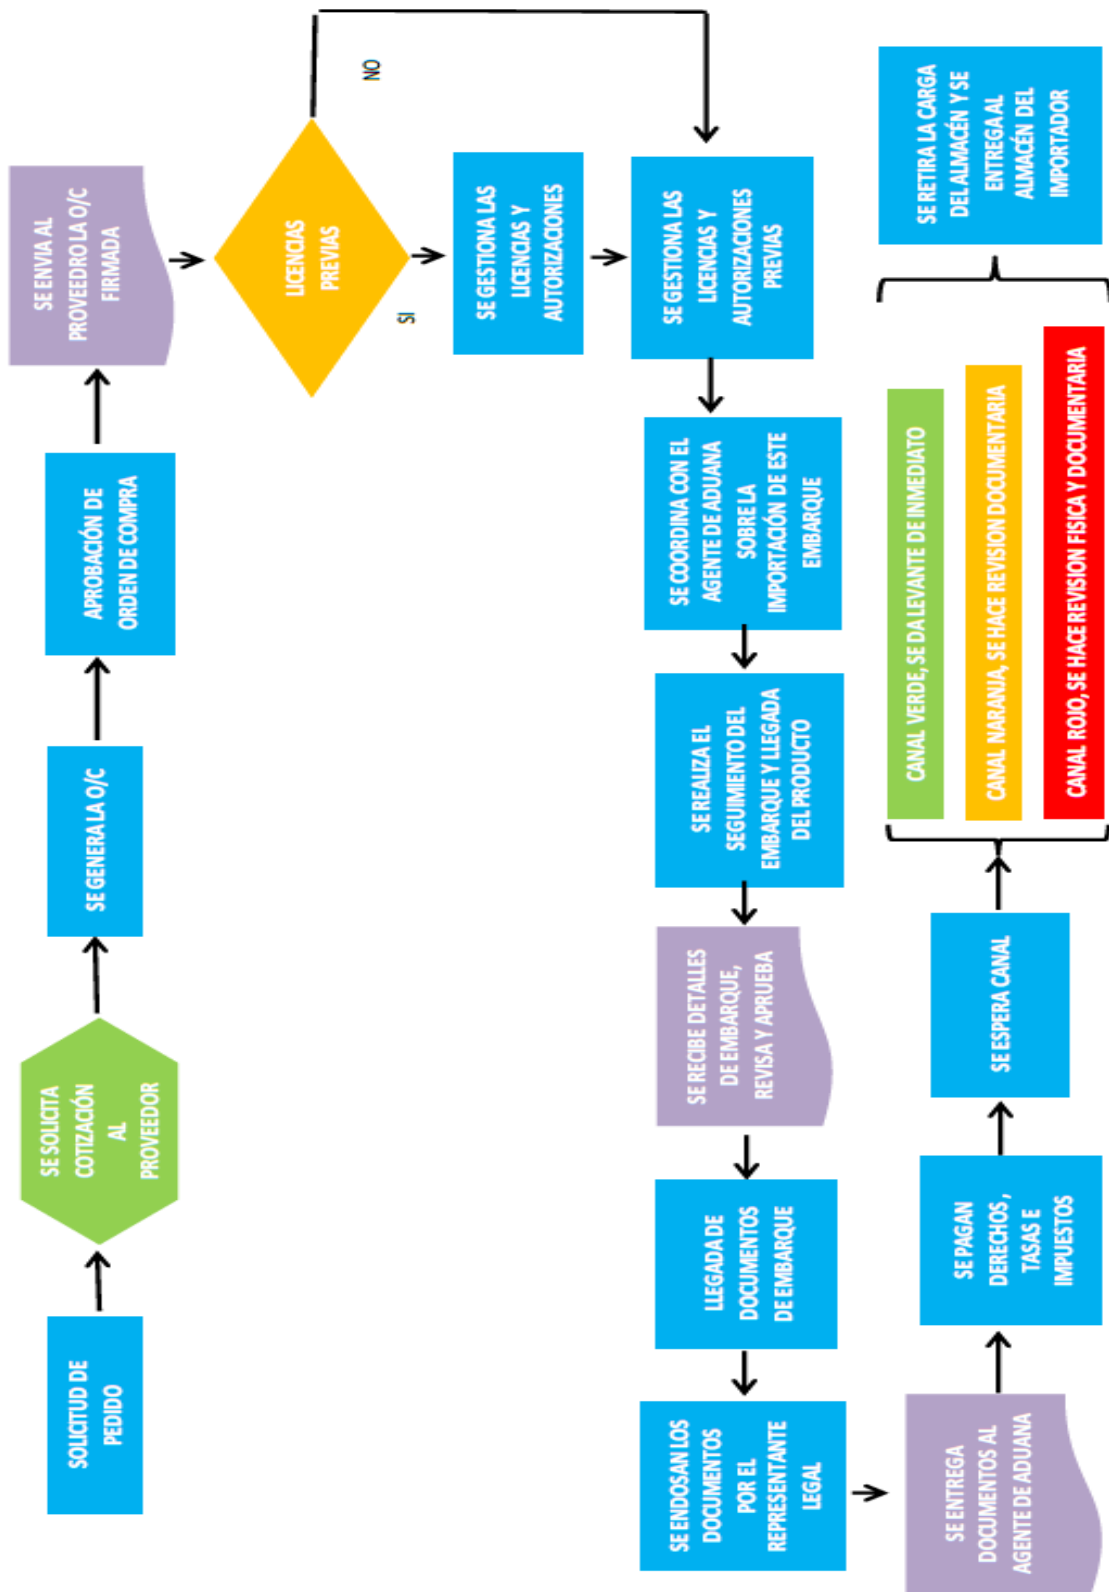 SOLICITUD DE
PEDIDO
SE SOLICITA
COTIZACIÓN
AL
PROVEEDOR
SE GENERA LA O/C
APROBACIÓN DE
ORDEN DE COMPRA
SE ENVIA AL
PROVEEDRO LA O/C
FIRMADA
LICENCIAS
PREVIAS
NO
SI
SE GESTIONA LAS
LICENCIAS Y
AUTORIZACIONES
SE GESTIONA LAS
LICENCIAS Y
AUTORIZACIONES
PREVIAS
SE COORDINA CON EL
AGENTE DE ADUANA
SOBRE LA
IMPORTACIÓN DE ESTE
EMBARQUE
SE REALIZA EL
SEGUIMIENTO DEL
EMBARQUE Y LLEGADA
DEL PRODUCTO
SE RECIBE DETALLES
DE EMBARQUE,
REVISA Y APRUEBA
LLEGADA DE
DOCUMENTOS
DE EMBARQUE
SE ENDOSAN LOS
DOCUMENTOS
POR EL
REPRESENTANTE
LEGAL
SE ENTREGA
DOCUMENTOS AL
AGENTE DE ADUANA
SE PAGAN
DERECHOS,
TASAS E
IMPUESTOS
SE ESPERA CANAL
CANAL VERDE, SE DA LEVANTE DE INMEDIATO
CANAL NARANJA, SE HACE REVISION DOCUMENTARIA
CANAL ROJO, SE HACE REVISION FISICA Y DOCUMENTARIA
SE RETIRA LA CARGA
DEL ALMACÉN Y SE
ENTREGA AL
ALMACÉN DEL
IMPORTADOR